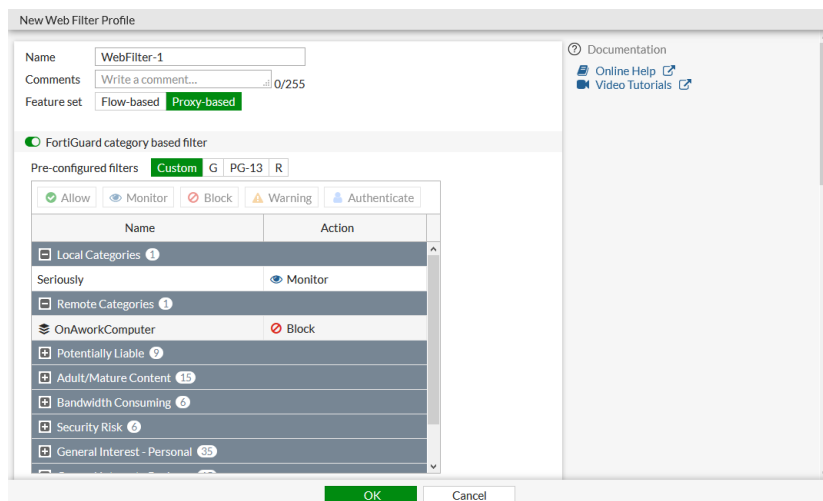 New Web Filter Profile
Name WebFilter-1
Comments Write a comment... 0/255
Feature set Flow-based Proxy-based
FortiGuard category based filter
Pre-configured filters Custom G PG-13 R
Allow Monitor Block Warning Authenticate
Name Action
Local Categories 1
Seriously Monitor
Remote Categories 1
OnAworkComputer Block
Potentially Liable 9
Adult/Mature Content 15
Bandwidth Consuming 6
Security Risk 6
General Interest - Personal 35
OK Cancel
Documentation
Online Help
Video Tutorials